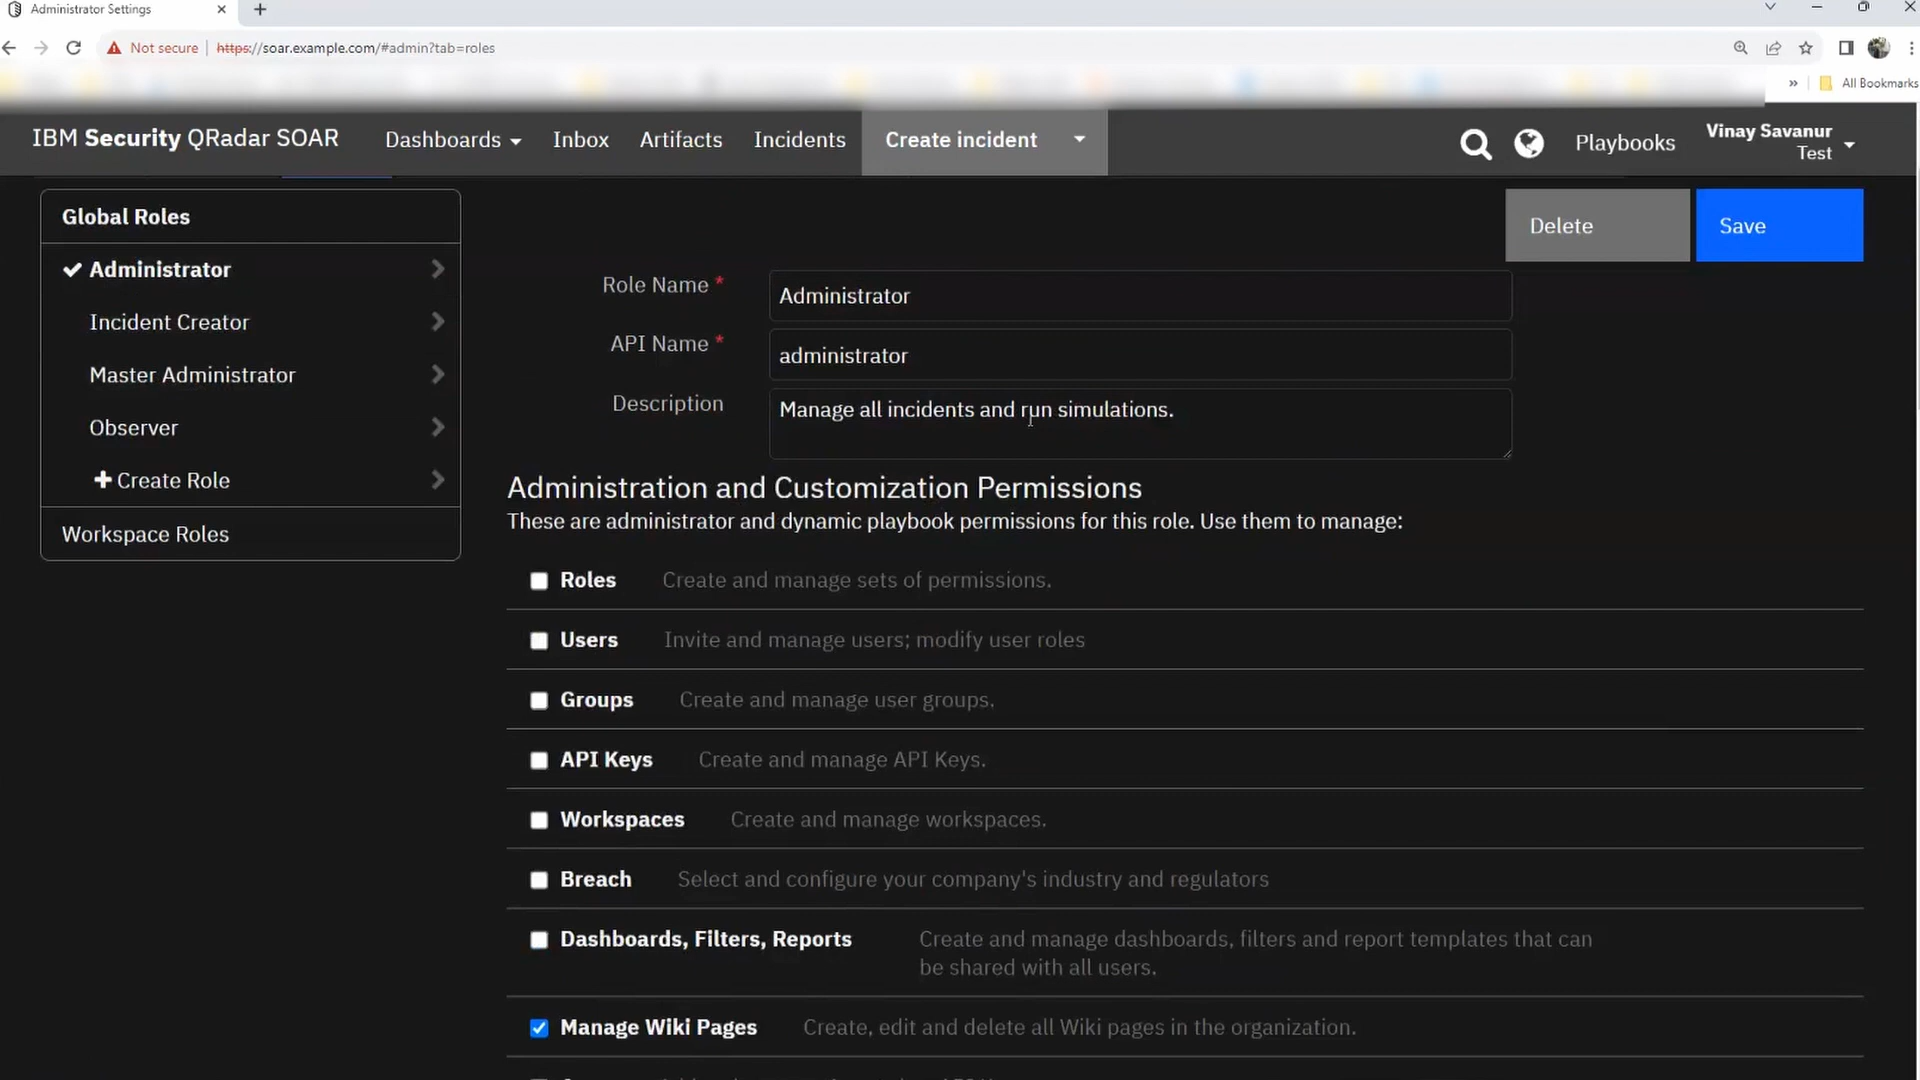 Administrator Settings
Not secure https://soar.example.com/#admin?tab=roles
All Bookmarks
IBM Security QRadar SOAR Dashboards Inbox Artifacts Incidents Create incident Playbooks Vinay Savanur
Test
Global Roles
Administrator
Incident Creator
Master Administrator
Observer
Create Role
Workspace Roles
Delete Save
Role Name * Administrator
API Name * administrator
Description Manage all incidents and run simulations.
Administration and Customization Permissions
These are administrator and dynamic playbook permissions for this role. Use them to manage:
Roles Create and manage sets of permissions.
Users Invite and manage users; modify user roles
Groups Create and manage user groups.
API Keys Create and manage API Keys.
Workspaces Create and manage workspaces.
Breach Select and configure your company's industry and regulators
Dashboards, Filters, Reports Create and manage dashboards, filters and report templates that can
be shared with all users.
Manage Wiki Pages Create, edit and delete all Wiki pages in the organization.